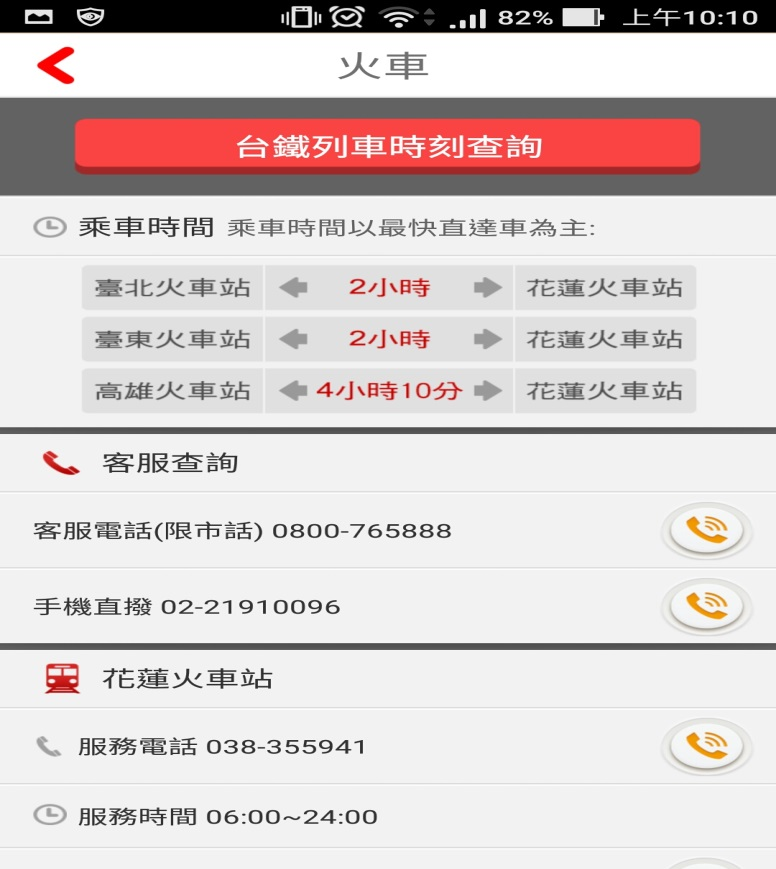 82% 上午10:10
火車
台鐵列車時刻查詢
乘車時間 乘車時間以最快直達車為主:
臺北火車站 2小時 花蓮火車站
臺東火車站 2小時 花蓮火車站
高雄火車站 4小時10分 花蓮火車站
客服查詢
客服電話(限市話) 0800-765888
手機直撥 02-21910096
花蓮火車站
服務電話 038-355941
服務時間 06:00~24:00